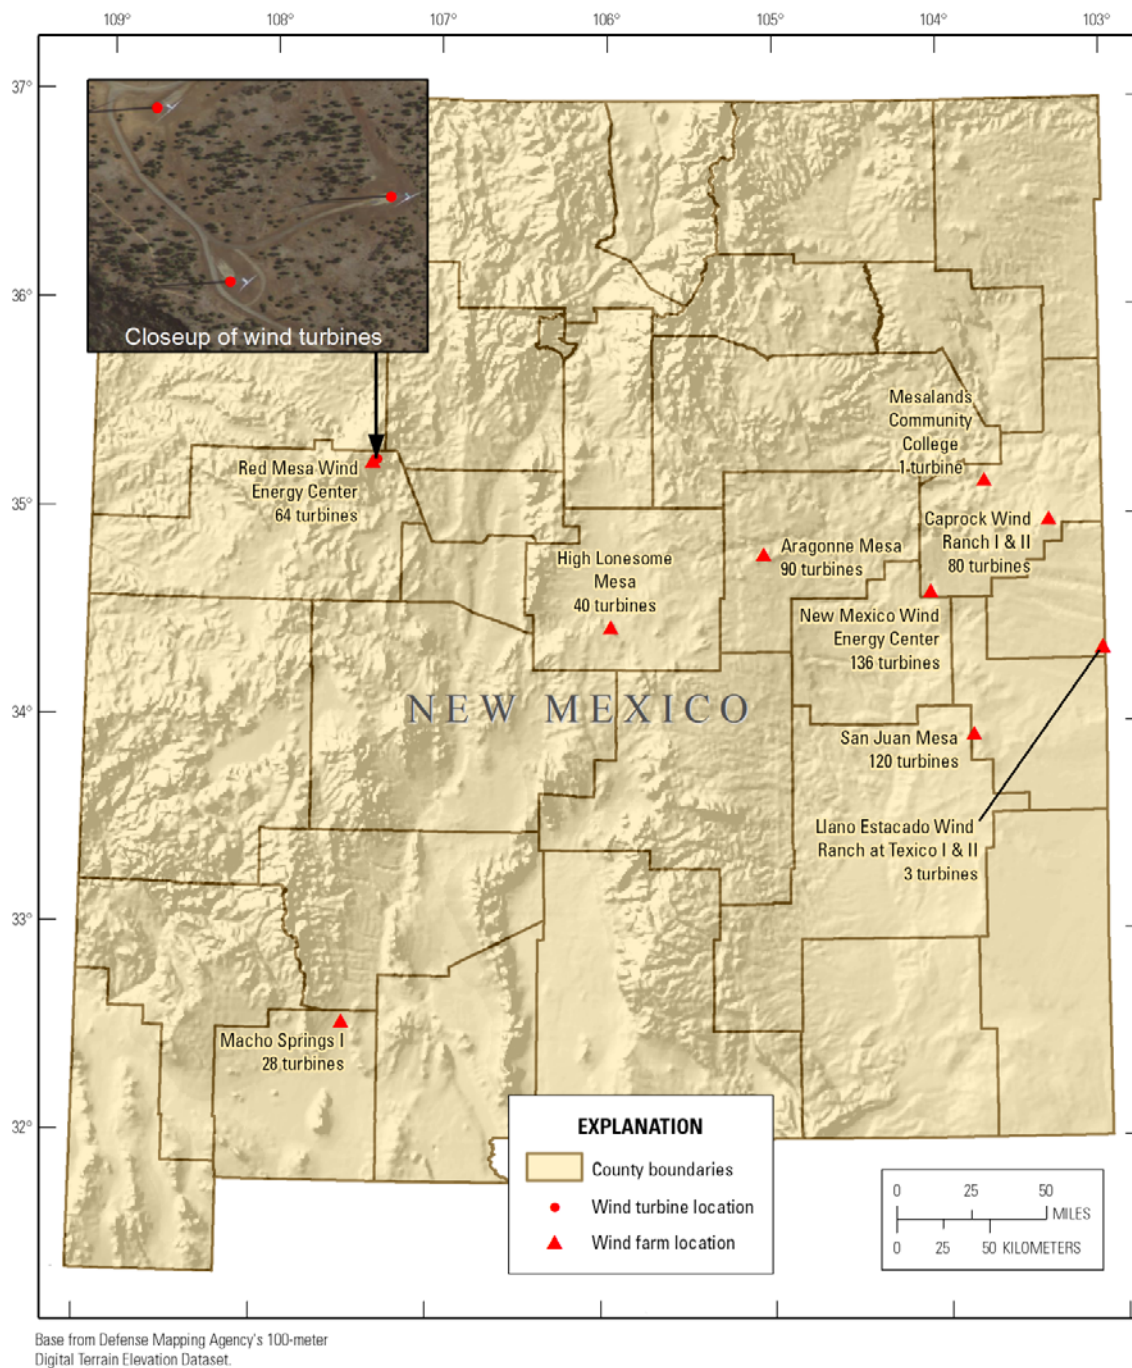 109°
108°
107°
106°
105°
104°
103°
37°
36°
35°
34°
33°
32°
Closeup of wind turbines
Mesalands
Community
College
1 turbine
Red Mesa Wind
Energy Center
64 turbines
Caprock Wind
Ranch I & II
80 turbines
High Lonesome
Mesa
40 turbines
Aragonne Mesa
90 turbines
New Mexico Wind
Energy Center
136 turbines
NEW MEXICO
San Juan Mesa
120 turbines
Llano Estacado Wind
Ranch at Texico I & II
3 turbines
Macho Springs I
28 turbines
EXPLANATION
County boundaries
Wind turbine location
Wind farm location
0 25 50
MILES
0 25 50 KILOMETERS
Base from Defense Mapping Agency's 100-meter
Digital Terrain Elevation Dataset.